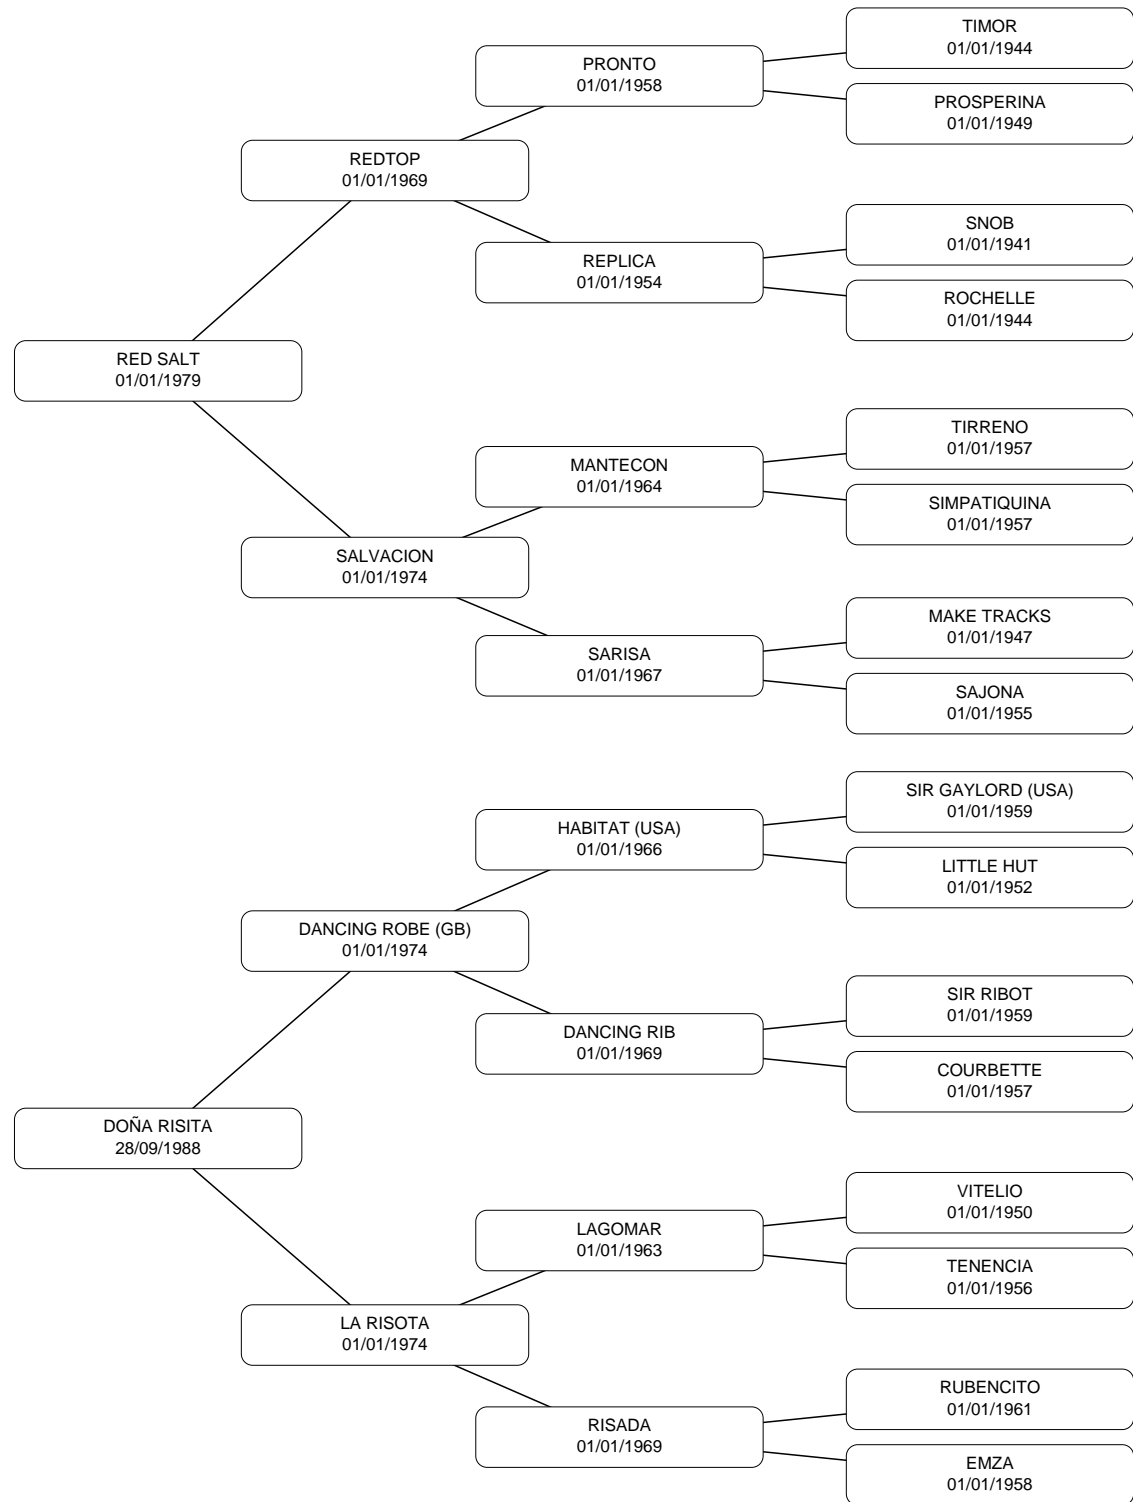 TIMOR
01/01/1944
PRONTO
01/01/1958
PROSPERINA
01/01/1949
REDTOP
01/01/1969
SNOB
01/01/1941
REPLICA
01/01/1954
ROCHELLE
01/01/1944
RED SALT
01/01/1979
TIRRENO
01/01/1957
MANTECON
01/01/1964
SIMPATIQUINA
01/01/1957
SALVACION
01/01/1974
MAKE TRACKS
01/01/1947
SARISA
01/01/1967
SAJONA
01/01/1955
SIR GAYLORD (USA)
01/01/1959
HABITAT (USA)
01/01/1966
LITTLE HUT
01/01/1952
DANCING ROBE (GB)
01/01/1974
SIR RIBOT
01/01/1959
DANCING RIB
01/01/1969
COURBETTE
01/01/1957
DOÑA RISITA
28/09/1988
VITELIO
01/01/1950
LAGOMAR
01/01/1963
TENENCIA
01/01/1956
LA RISOTA
01/01/1974
RUBENCITO
01/01/1961
RISADA
01/01/1969
EMZA
01/01/1958